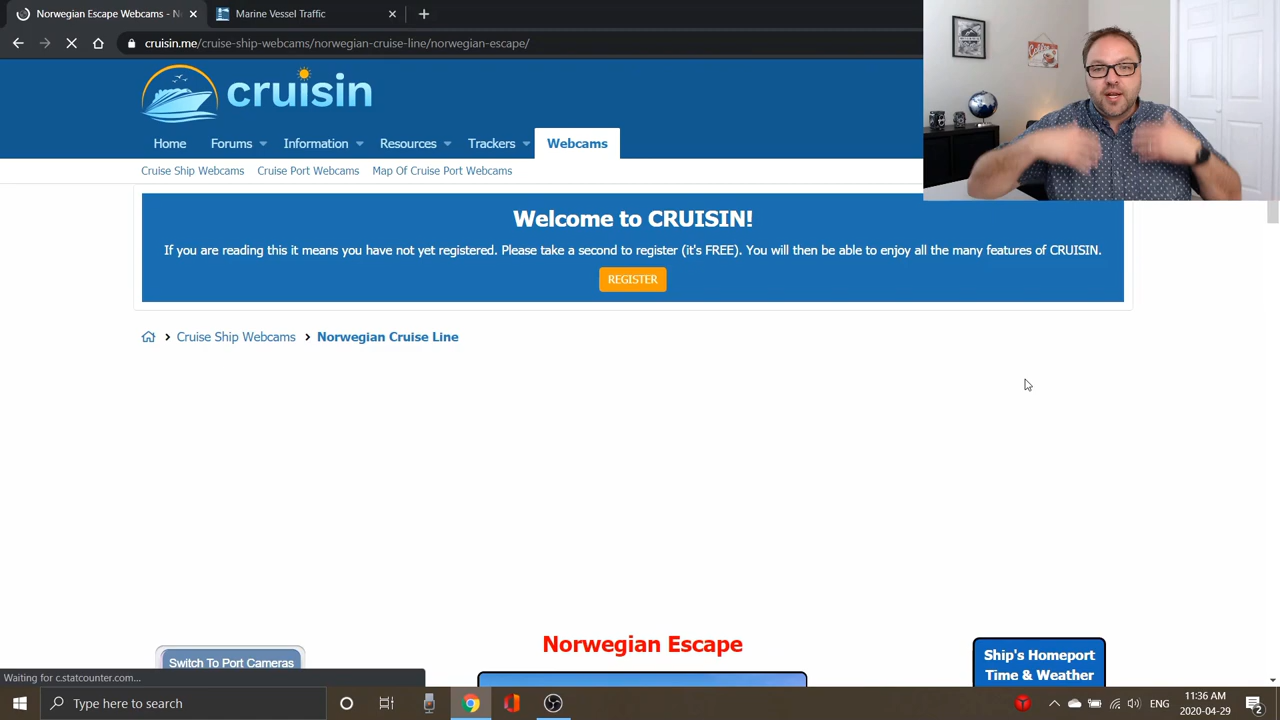 Norwegian Escape Webcams - N
Marine Vessel Traffic
cruisin.me/cruise-ship-webcams/norwegian-cruise-line/norwegian-escape/
cruisin
Home Forums Information Resources Trackers Webcams
Cruise Ship Webcams Cruise Port Webcams Map Of Cruise Port Webcams
Welcome to CRUISIN!
If you are reading this it means you have not yet registered. Please take a second to register (it's FREE). You will then be able to enjoy all the many features of CRUISIN.
REGISTER
Cruise Ship Webcams Norwegian Cruise Line
Norwegian Escape
Switch To Port Cameras
Ship's Homeport
Time & Weather
Waiting for c.statcounter.com...
Type here to search
ENG
11:36 AM
2020-04-29
2